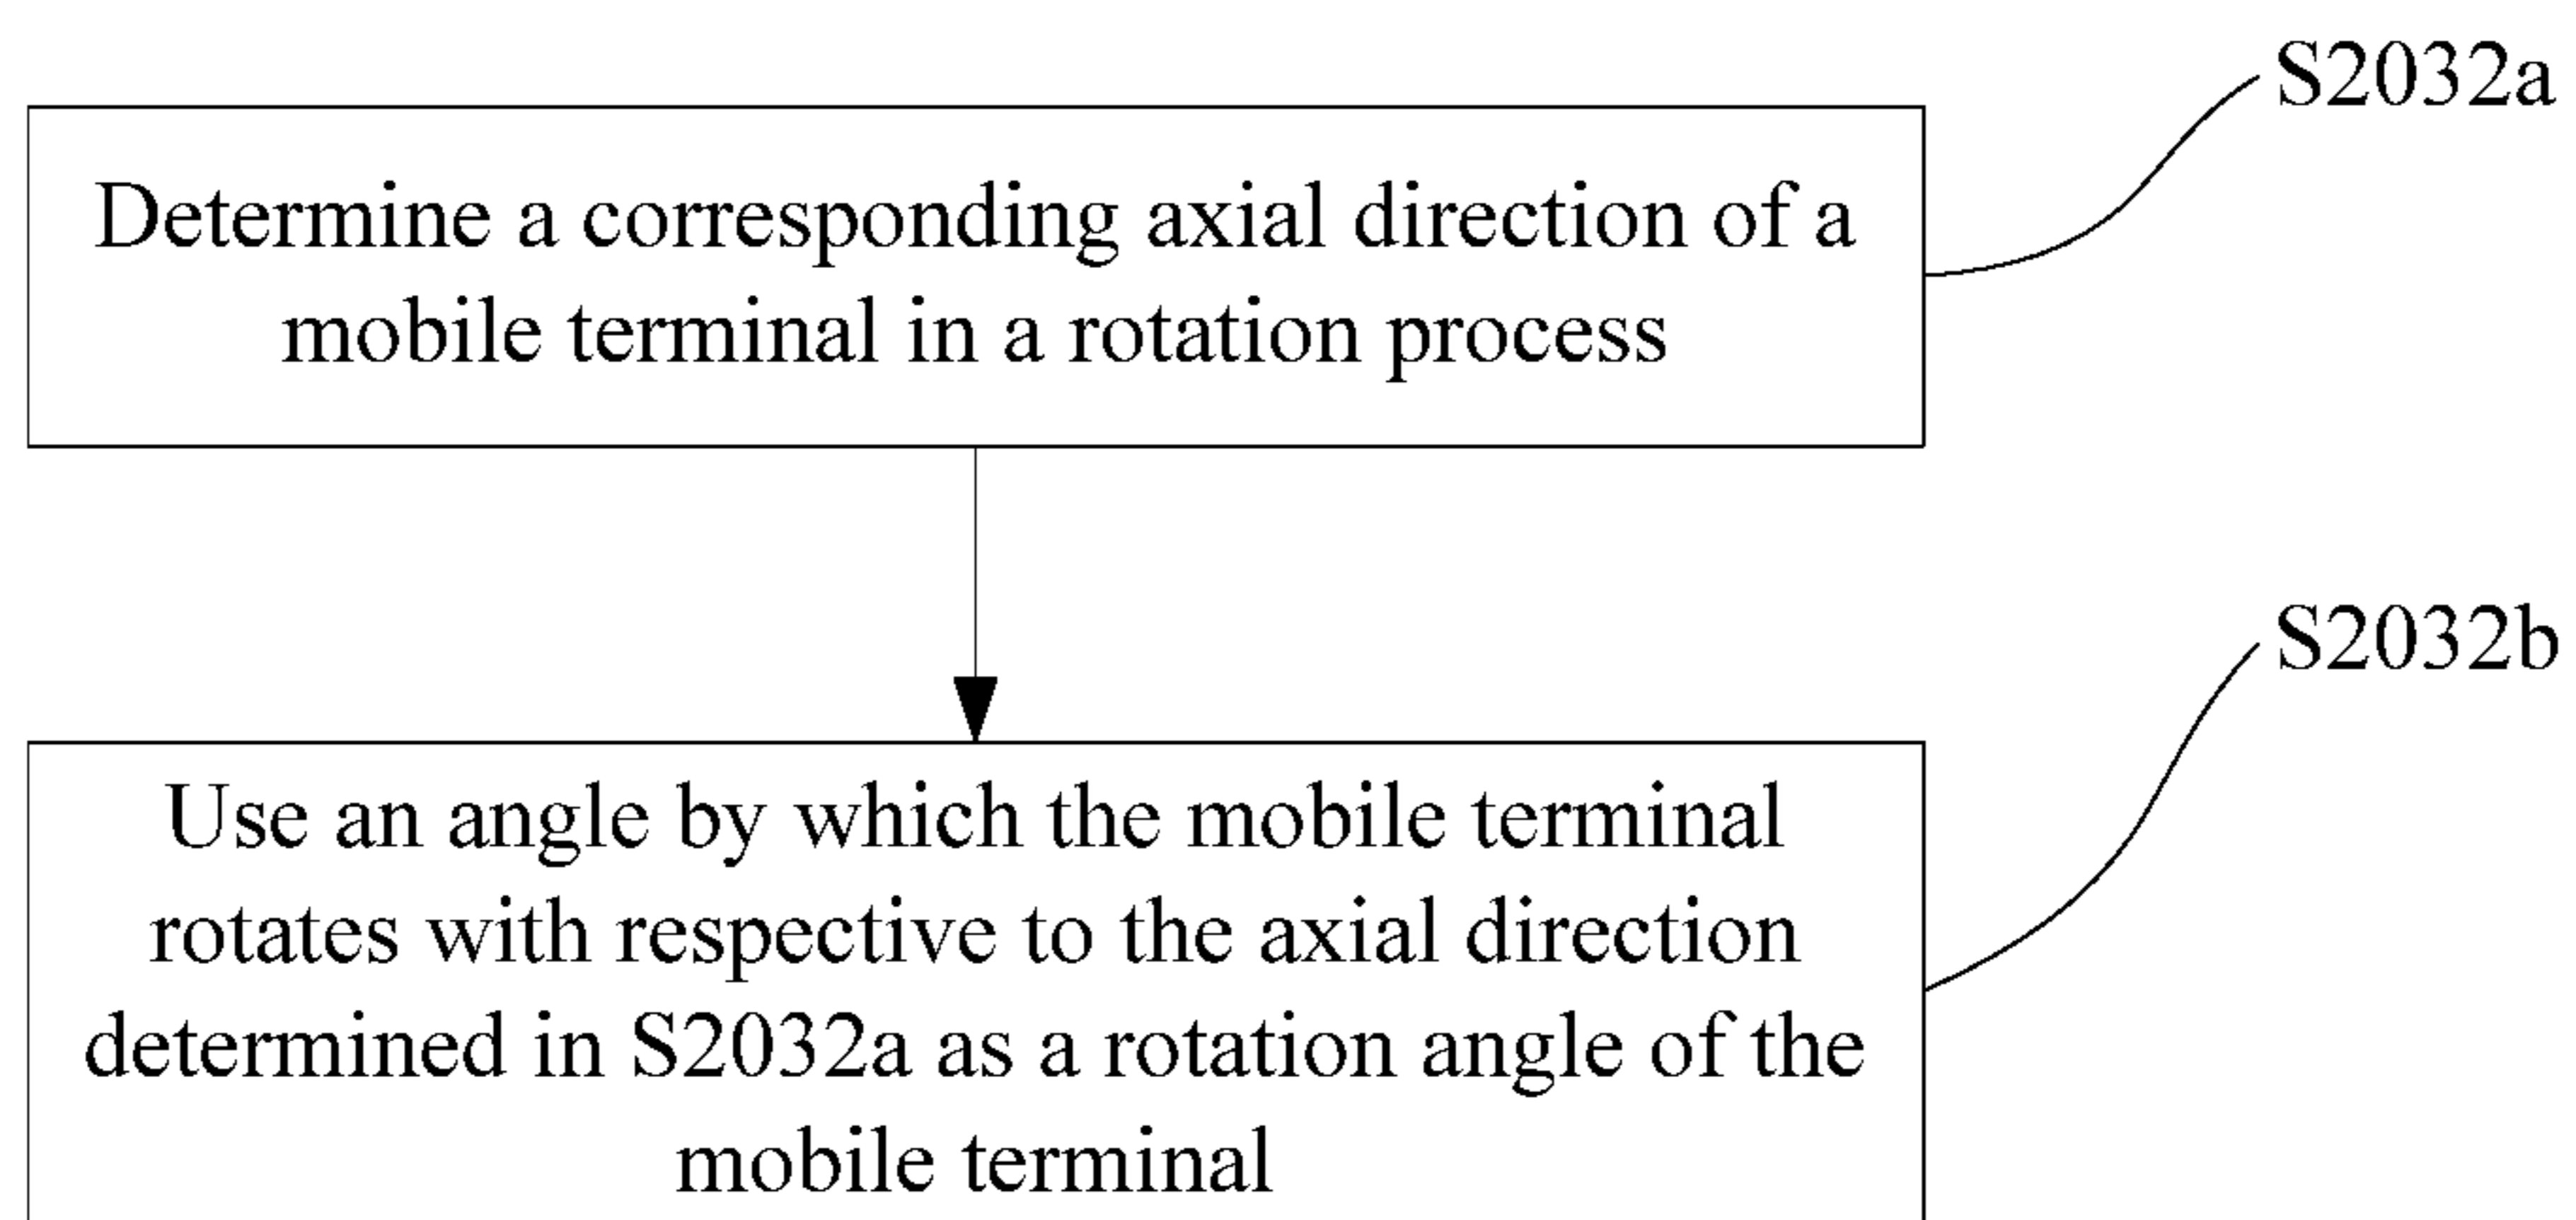 S2032a
Determine a corresponding axial direction of a
mobile terminal in a rotation process
S2032b
Use an angle by which the mobile terminal
rotates with respective to the axial direction
determined in S2032a as a rotation angle of the
mobile terminal